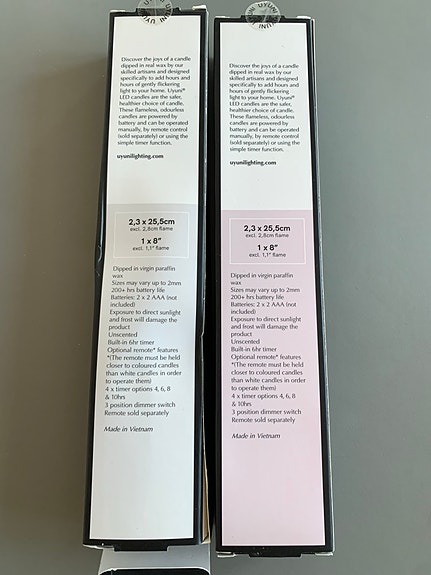 UYUNI
Discover the joys of a candle
dipped in real wax by our
skilled artisans and designed
specifically to add hours and
hours of gently flickering
light to your home. Uyuni®
LED candles are the safer,
healthier choice of candle.
These flameless, odourless
candles are powered by
battery and can be operated
manually, by remote control
(sold separately) or using the
simple timer function.
uyunilighting.com
2,3 x 25,5cm
excl. 2,8cm flame
1 x 8”
excl. 1,1” flame
Dipped in virgin paraffin
wax
Sizes may vary up to 2mm
200+ hrs battery life
Batteries: 2 x 2 AAA (not
included)
Exposure to direct sunlight
and frost will damage the
product
Unscented
Built-in 6hr timer
Optional remote* features
*(The remote must be held
closer to coloured candles
than white candles in order
to operate them)
4 x timer options 4, 6, 8
& 10hrs
3 position dimmer switch
Remote sold separately
Made in Vietnam
UYUNI
Discover the joys of a candle
dipped in real wax by our
skilled artisans and designed
specifically to add hours and
hours of gently flickering
light to your home. Uyuni®
LED candles are the safer,
healthier choice of candle.
These flameless, odourless
candles are powered by
battery and can be operated
manually, by remote control
(sold separately) or using the
simple timer function.
uyunilighting.com
2,3 x 25,5cm
excl. 2,8cm flame
1 x 8”
excl. 1,1” flame
Dipped in virgin paraffin
wax
Sizes may vary up to 2mm
200+ hrs battery life
Batteries: 2 x 2 AAA (not
included)
Exposure to direct sunlight
and frost will damage the
product
Unscented
Built-in 6hr timer
Optional remote* features
*(The remote must be held
closer to coloured candles
than white candles in order
to operate them)
4 x timer options 4, 6, 8
& 10hrs
3 position dimmer switch
Remote sold separately
Made in Vietnam